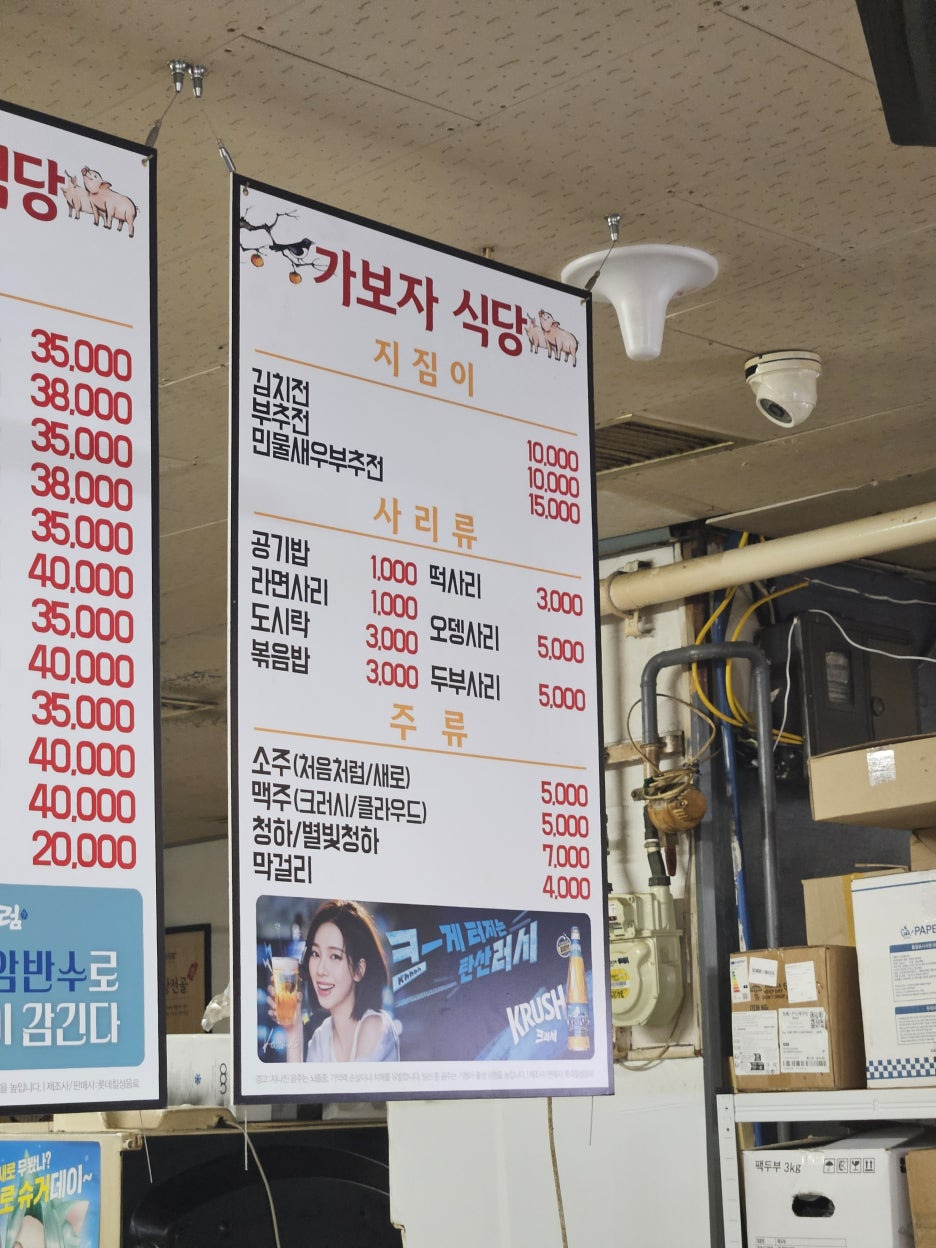 식당
35,000
38,000
35,000
38,000
35,000
40,000
35,000
40,000
35,000
40,000
40,000
20,000
암반수로
감긴다
가보자 식당
지짐이
김치전 10,000
부추전 10,000
민물새우부추전 15,000
사리류
공기밥 1,000 떡사리 3,000
라면사리 1,000 오뎅사리 5,000
도시락 3,000 두부사리 5,000
볶음밥 3,000
주류
소주(처음처럼/새로) 5,000
맥주(크러시/클라우드) 5,000
청하/별빛청하 7,000
막걸리 4,000
크-게 터지는
탄산러시
KRUSH
크러시
무봤나?
슈거데이~
팩두부 3kg